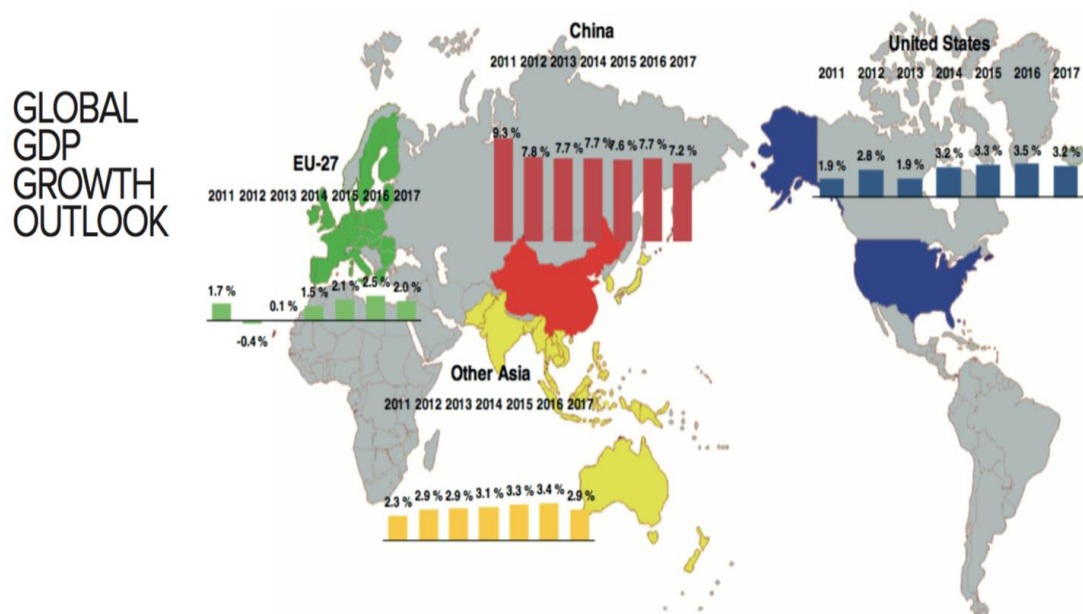 GLOBAL
GDP
GROWTH
OUTLOOK
EU-27
2011 2012 2013 2014 2015 2016 2017
1.7 % -0.4 % 0.1 % 1.5 % 2.1 % 2.5 % 2.0 %
China
2011 2012 2013 2014 2015 2016 2017
9.3 % 7.8 % 7.7 % 7.7 % 7.6 % 7.7 % 7.2 %
United States
2011 2012 2013 2014 2015 2016 2017
1.9 % 2.8 % 1.9 % 3.2 % 3.3 % 3.5 % 3.2 %
Other Asia
2011 2012 2013 2014 2015 2016 2017
2.3 % 2.9 % 2.9 % 3.1 % 3.3 % 3.4 % 2.9 %